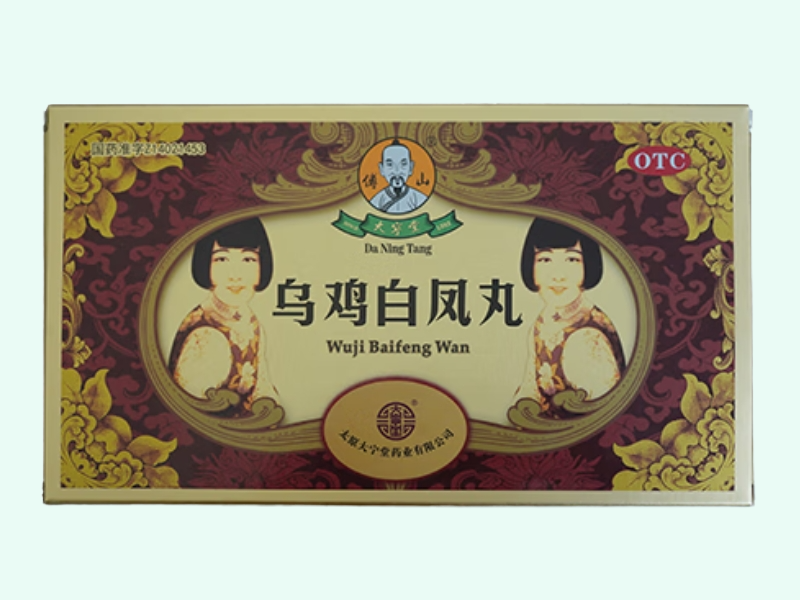 国药准字Z14021453
OTC
®
傅山
大宁堂
Da Ning Tang
乌鸡白凤丸
Wuji Baifeng Wan
®
太原大宁堂药业有限公司